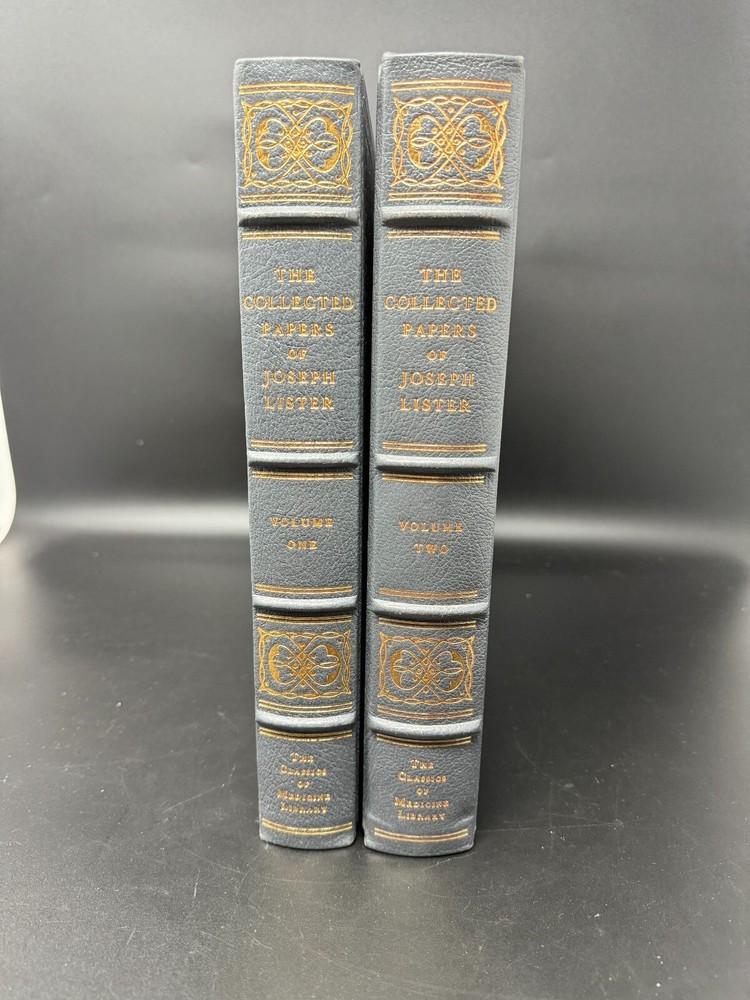 THE
COLLECTED
PAPERS
OF
JOSEPH
LISTER
VOLUME
ONE
THE
CLASSICS
OF
MEDICINE
LIBRARY
THE
COLLECTED
PAPERS
OF
JOSEPH
LISTER
VOLUME
TWO
THE
CLASSICS
OF
MEDICINE
LIBRARY